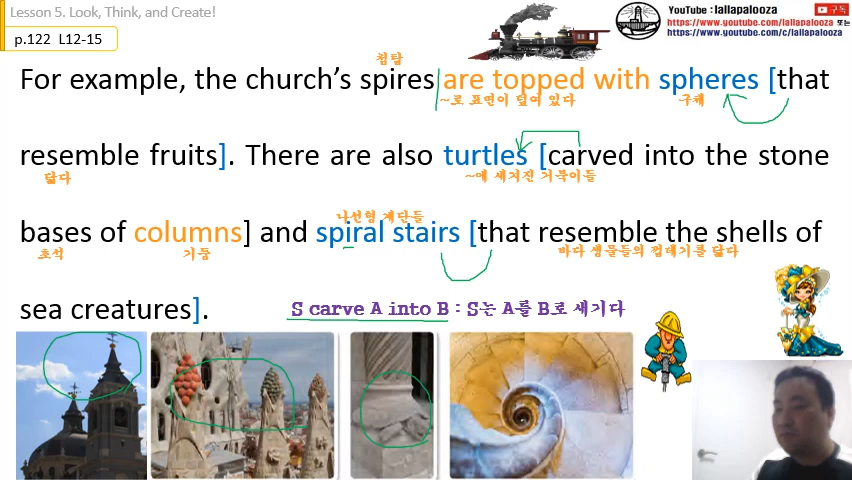 Lesson 5. Look, Think, and Create!
p.122 L12-15
YouTube : lallapalooza 구독
https://www.youtube.com/lallapalooza 또는
https://www.youtube.com/c/lallapalooza
첨탑
For example, the church's spires are topped with spheres [that
~로 표면이 덮여 있다 구체
resemble fruits]. There are also turtles [carved into the stone
닮다 ~에 새겨진 거북이들
나선형 계단들
bases of columns] and spiral stairs [that resemble the shells of
초석 기둥 바다 생물들의 껍데기를 닮다
sea creatures].
S carve A into B : S는 A를 B로 새기다